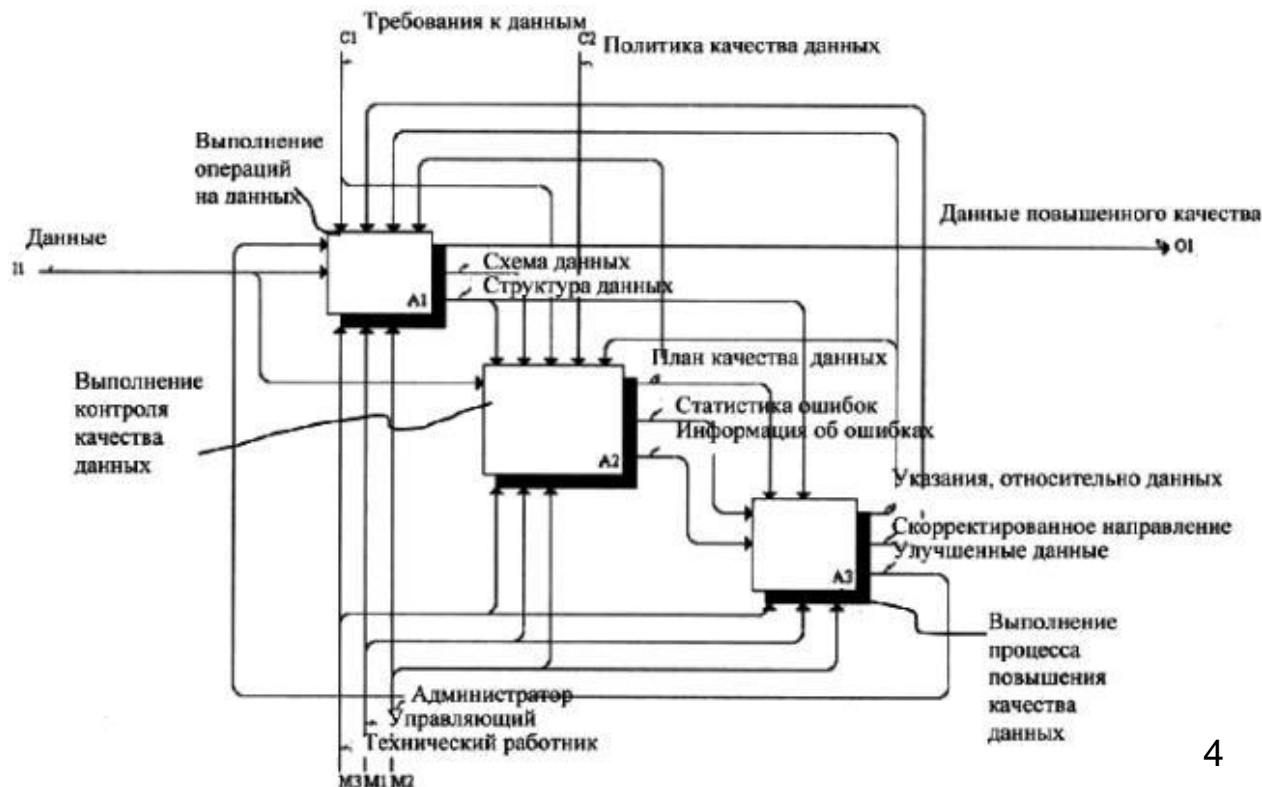 Требования к данным
C1
C2
Политика качества данных
Выполнение
операций
на данных
Данные
I1
Данные повышенного качества
O1
Схема данных
Структура данных
A1
План качества данных
Выполнение
контроля
качества
данных
Статистика ошибок
Информация об ошибках
A2
Указания, относительно данных
Скорректированное направление
Улучшенные данные
A3
Выполнение
процесса
повышения
качества
данных
Администратор
Управляющий
Технический работник
M3 M1 M2
4